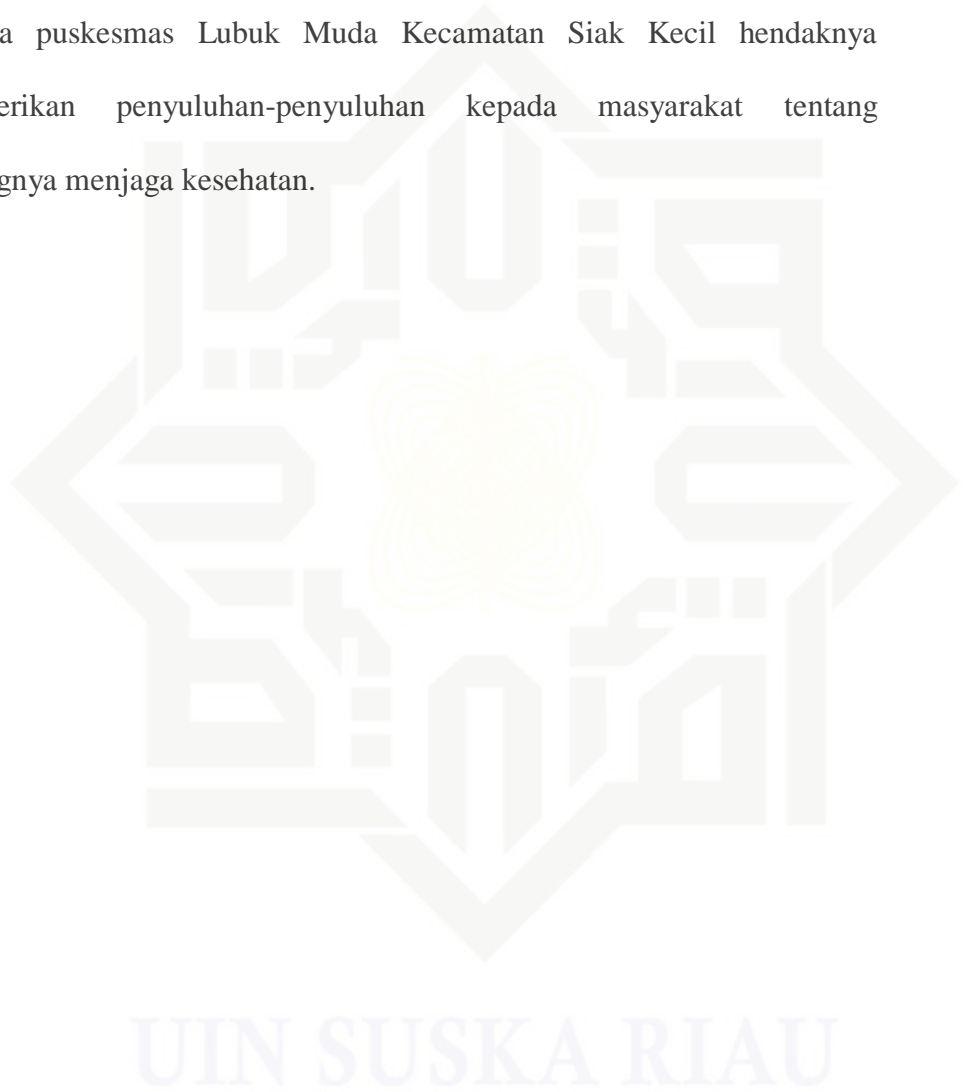 a puskesmas Lubuk Muda Kecamatan Siak Kecil hendaknya
erikan penyuluhan-penyuluhan kepada masyarakat tentang
gnya menjaga kesehatan.
UIN SUSKA RIAU